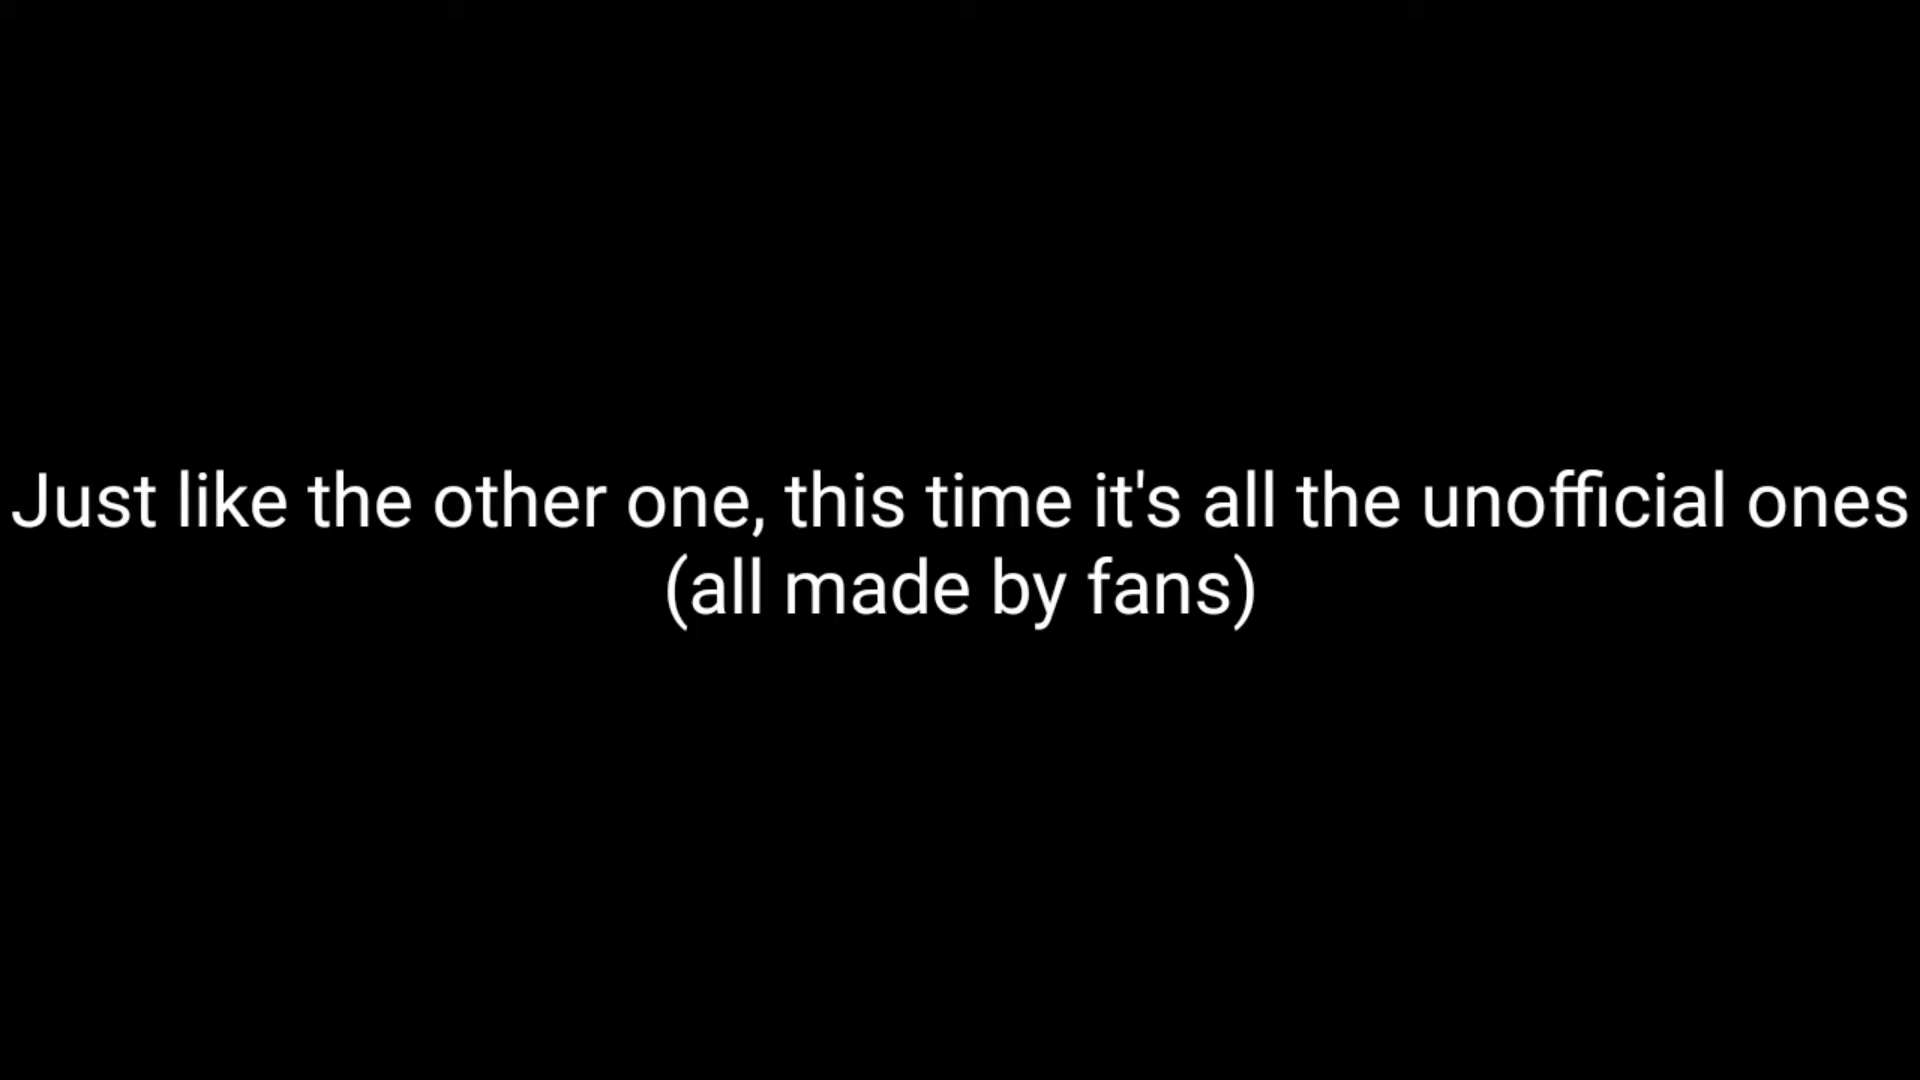 Just like the other one, this time it's all the unofficial ones
(all made by fans)